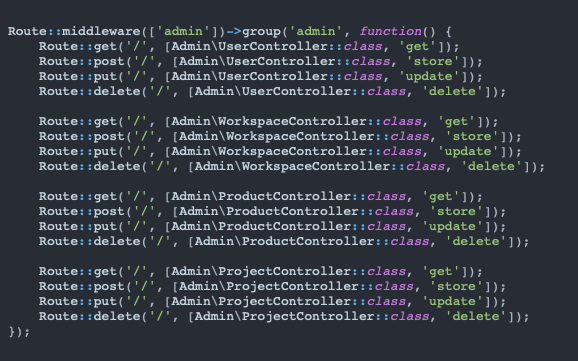 Route::middleware(['admin'])->group('admin', function() {
    Route::get('/', [Admin\UserController::class, 'get']);
    Route::post('/', [Admin\UserController::class, 'store']);
    Route::put('/', [Admin\UserController::class, 'update']);
    Route::delete('/', [Admin\UserController::class, 'delete']);

    Route::get('/', [Admin\WorkspaceController::class, 'get']);
    Route::post('/', [Admin\WorkspaceController::class, 'store']);
    Route::put('/', [Admin\WorkspaceController::class, 'update']);
    Route::delete('/', [Admin\WorkspaceController::class, 'delete']);

    Route::get('/', [Admin\ProductController::class, 'get']);
    Route::post('/', [Admin\ProductController::class, 'store']);
    Route::put('/', [Admin\ProductController::class, 'update']);
    Route::delete('/', [Admin\ProductController::class, 'delete']);

    Route::get('/', [Admin\ProjectController::class, 'get']);
    Route::post('/', [Admin\ProjectController::class, 'store']);
    Route::put('/', [Admin\ProjectController::class, 'update']);
    Route::delete('/', [Admin\ProjectController::class, 'delete']);
});